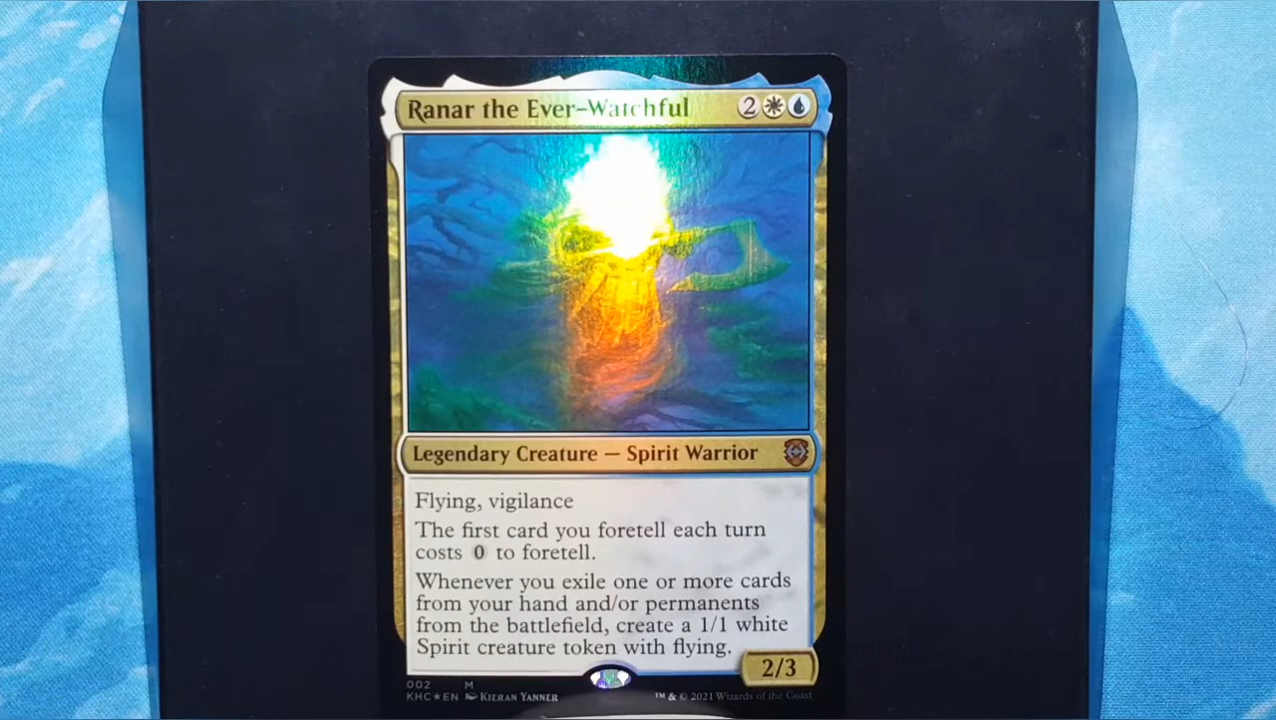 Ranar the Ever-Watchful 2
Legendary Creature — Spirit Warrior
Flying, vigilance
The first card you foretell each turn
costs 0 to foretell.
Whenever you exile one or more cards
from your hand and/or permanents
from the battlefield, create a 1/1 white
Spirit creature token with flying.
2/3
002 M
KHC★EN KIERAN YANNER ™ & © 2021 Wizards of the Coast